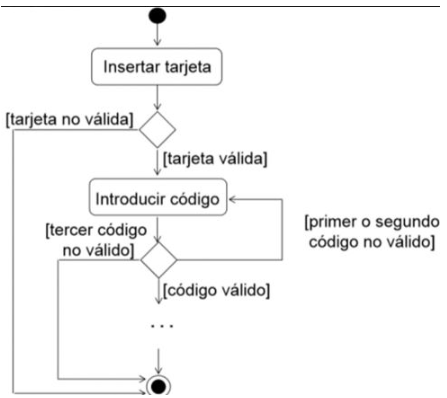 Insertar tarjeta
[tarjeta no válida]
[tarjeta válida]
Introducir código
[primer o segundo
código no válido]
[tercer código
no válido]
[código válido]
...